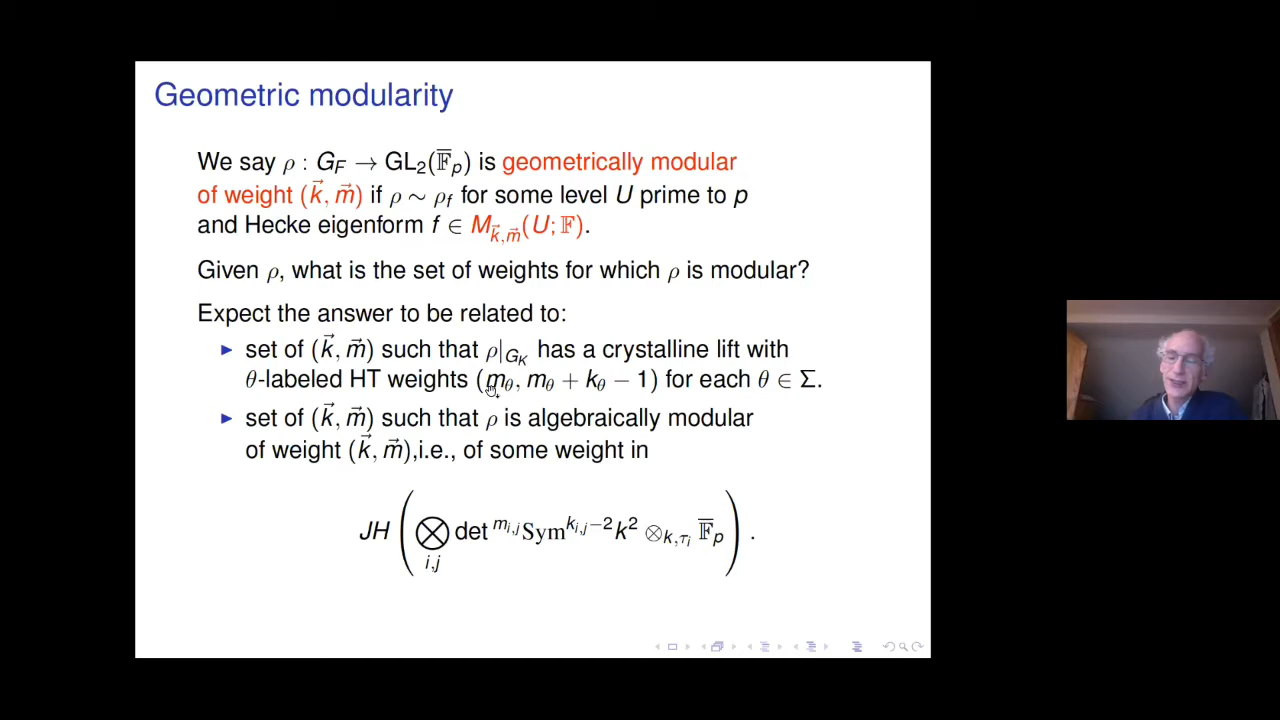 Geometric modularity
We say ρ : G_F → GL₂(F̅_p) is geometrically modular
of weight (k⃗, m⃗) if ρ ∼ ρ_f for some level U prime to p
and Hecke eigenform f ∈ M_{k⃗,m⃗}(U; 𝔽).
Given ρ, what is the set of weights for which ρ is modular?
Expect the answer to be related to:
▶ set of (k⃗, m⃗) such that ρ|_{G_K} has a crystalline lift with
θ-labeled HT weights (m_θ, m_θ + k_θ − 1) for each θ ∈ Σ.
▶ set of (k⃗, m⃗) such that ρ is algebraically modular
of weight (k⃗, m⃗),i.e., of some weight in
JH ( ⨂_{i,j} det^{m_{i,j}} Sym^{k_{i,j}−2} k² ⊗_{k,τ_i} F̅_p ) .